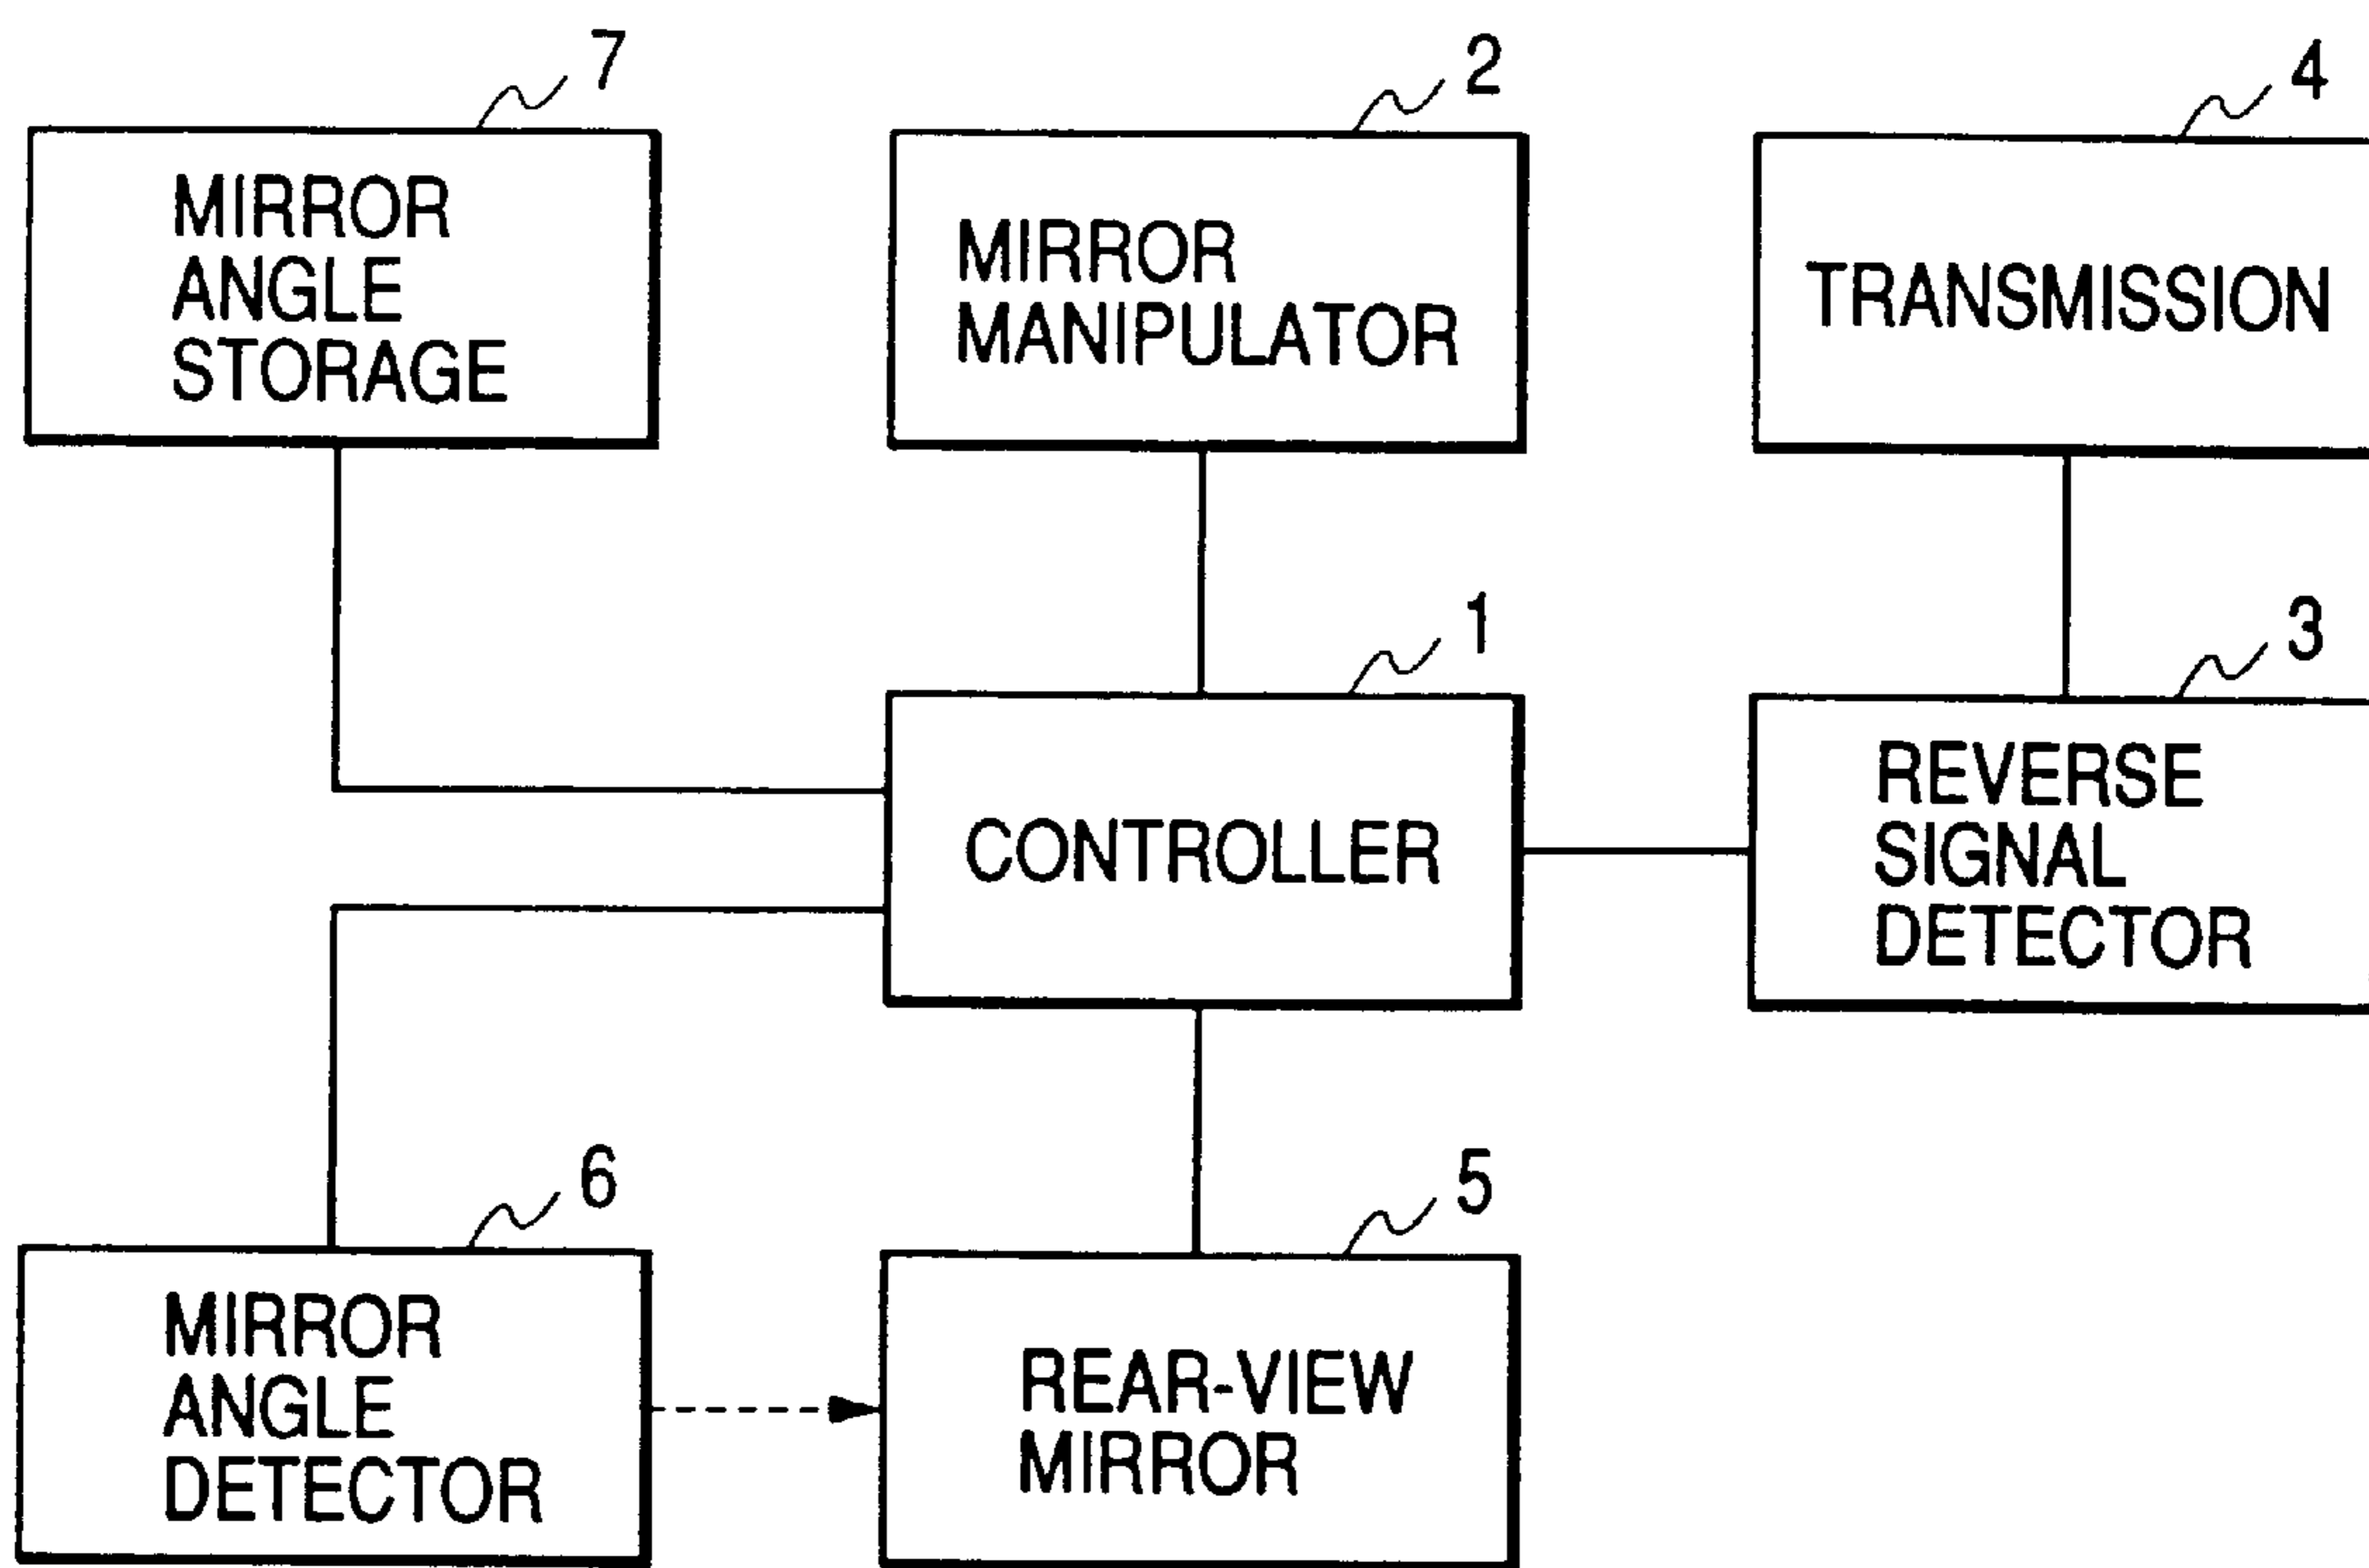 7
MIRROR
ANGLE
STORAGE
2
MIRROR
MANIPULATOR
4
TRANSMISSION
1
CONTROLLER
3
REVERSE
SIGNAL
DETECTOR
6
MIRROR
ANGLE
DETECTOR
5
REAR-VIEW
MIRROR